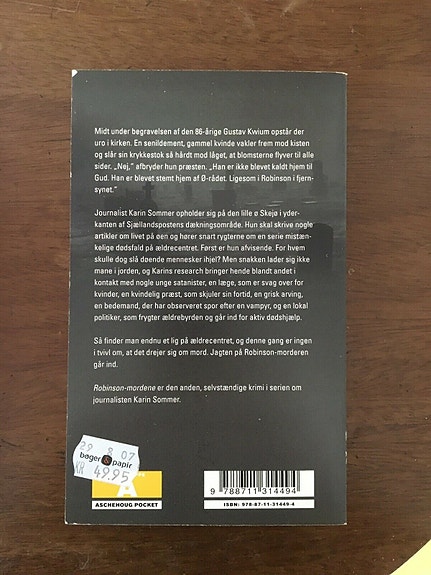 Midt under begravelsen af den 86-årige Gustav Kwium opstår der
uro i kirken. En senildement, gammel kvinde vakler frem mod kisten
og slår sin krykkestok så hårdt mod låget, at blomsterne flyver til alle
sider. „Nej,” afbryder hun præsten. „Han er ikke blevet kaldt hjem til
Gud. Han er blevet stemt hjem af Ø-rådet. Ligesom i Robinson i fjern-
synet.”
Journalist Karin Sommer opholder sig på den lille ø Skejø i yder-
kanten af Sjællandspostens dækningsområde. Hun skal skrive nogle
artikler om livet på øen og hører snart rygterne om en serie mistæn-
kelige dødsfald på ældrecentret. Først er hun afvisende. For hvem
skulle dog slå døende mennesker ihjel? Men snakken lader sig ikke
mane i jorden, og Karins research bringer hende blandt andet i
kontakt med nogle unge satanister, en læge, som er svag over for
kvinder, en kvindelig præst, som skjuler sin fortid, en grisk arving,
en bedemand, der har observeret spor efter en vampyr, og en lokal
politiker, som frygter ældrebyrden og går ind for aktiv dødshjælp.
Så finder man endnu et lig på ældrecentret, og denne gang er ingen
i tvivl om, at det drejer sig om mord. Jagten på Robinson-morderen
går ind.
Robinson-mordene er den anden, selvstændige krimi i serien om
journalisten Karin Sommer.
29 8 07
bøger & papir
KR 49.95
A
ASCHEHOUG POCKET
9 788711 314494
ISBN: 978-87-11-31449-4